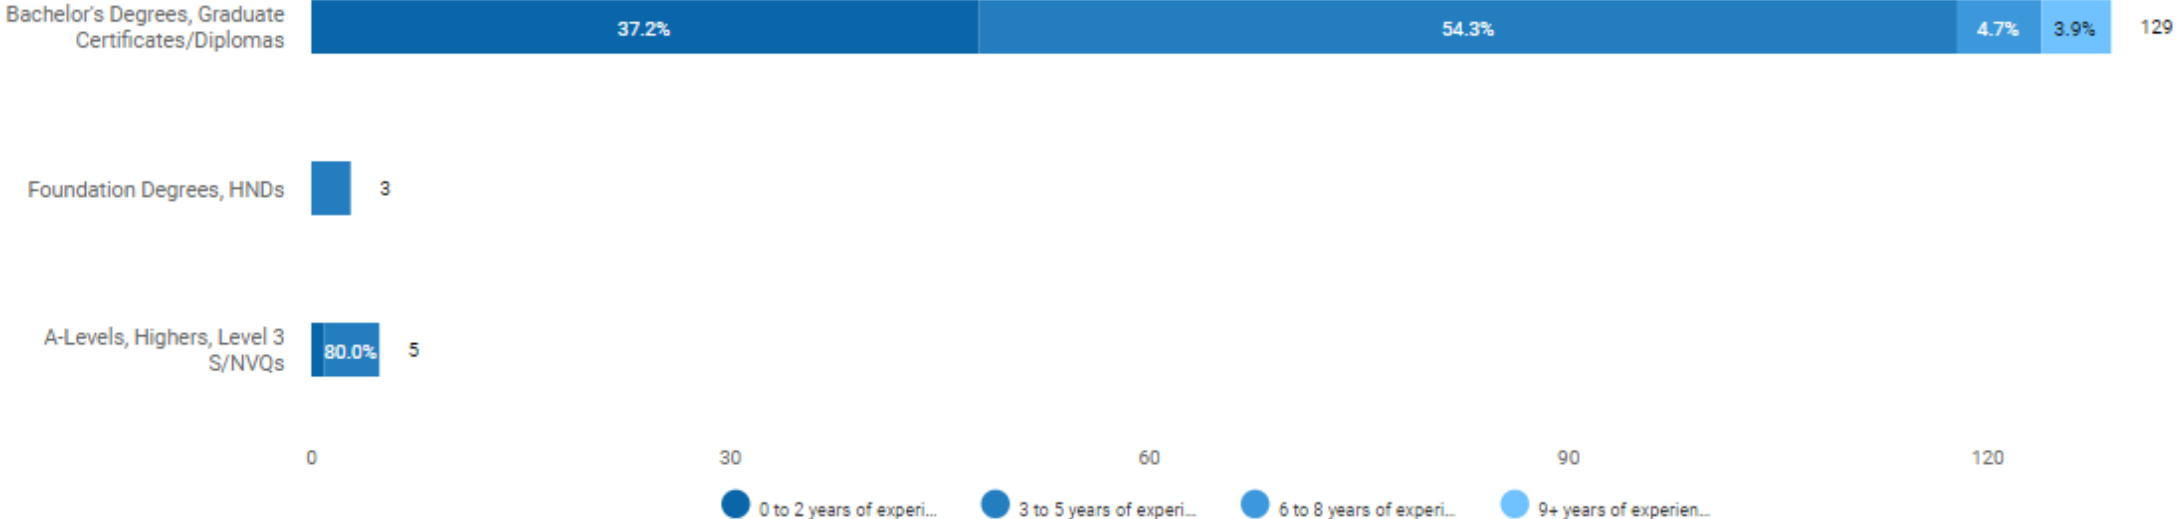 Bachelor's Degrees, Graduate
Certificates/Diplomas
37.2%
54.3%
4.7%
3.9%
129
Foundation Degrees, HNDs
3
A-Levels, Highers, Level 3
S/NVQs
80.0%
5
0
30
60
90
120
0 to 2 years of experi...
3 to 5 years of experi...
6 to 8 years of experi...
9+ years of experien...